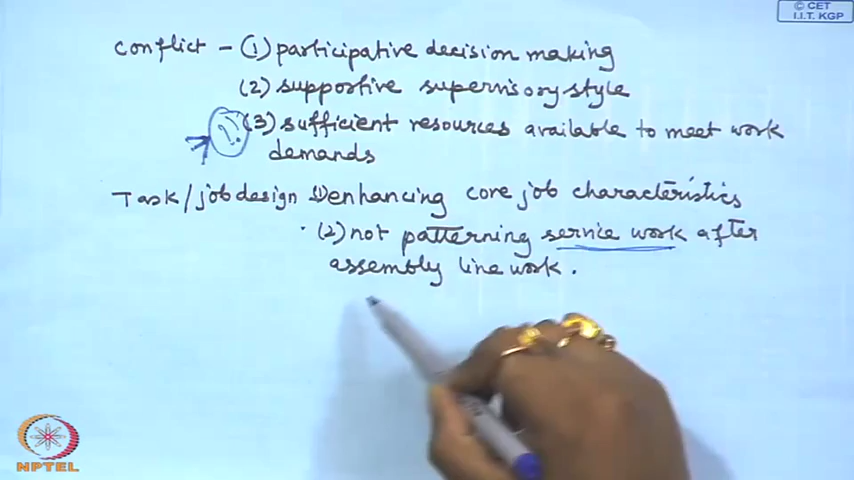 © CET
I.I.T. KGP
conflict - (1) participative decision making
(2) supportive supervisory style
(3) sufficient resources available to meet work
demands
Task/job design (1) enhancing core job characteristics
(2) not patterning service work after
assembly line work.
NPTEL